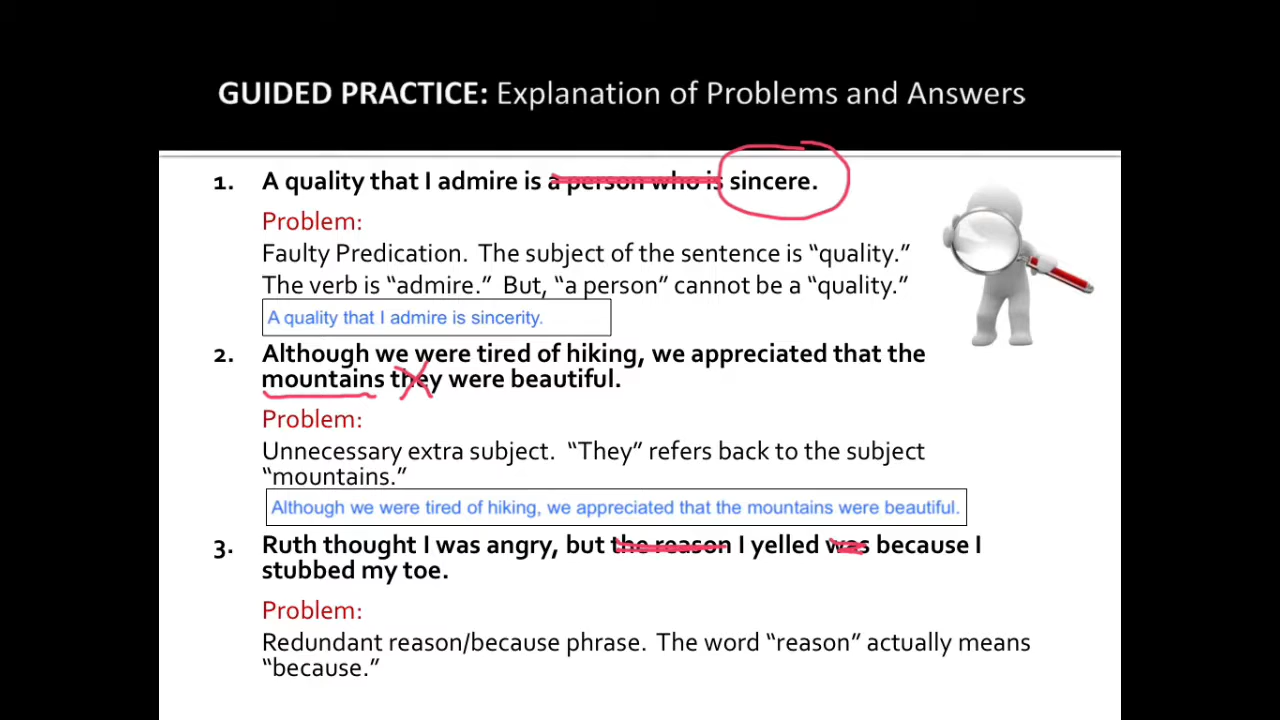 GUIDED PRACTICE: Explanation of Problems and Answers
1. A quality that I admire is a person who is sincere.
Problem:
Faulty Predication. The subject of the sentence is “quality.”
The verb is “admire.” But, “a person” cannot be a “quality.”
A quality that I admire is sincerity.
2. Although we were tired of hiking, we appreciated that the
mountains they were beautiful.
Problem:
Unnecessary extra subject. “They” refers back to the subject
“mountains.”
Although we were tired of hiking, we appreciated that the mountains were beautiful.
3. Ruth thought I was angry, but the reason I yelled was because I
stubbed my toe.
Problem:
Redundant reason/because phrase. The word “reason” actually means
“because.”